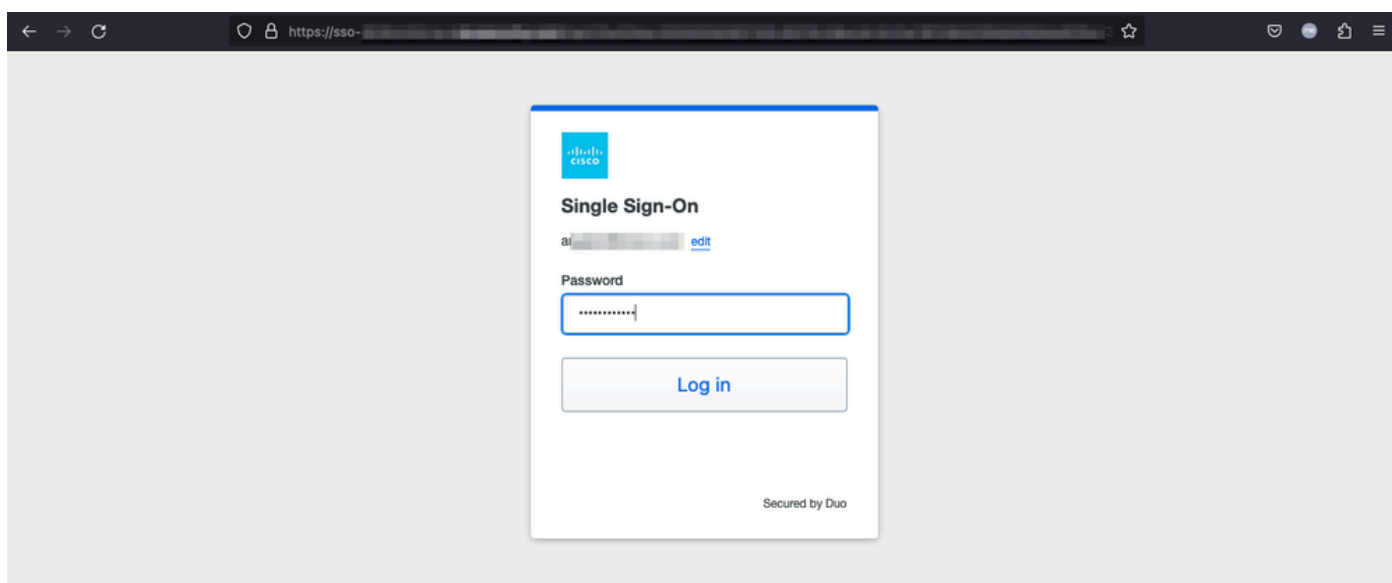 https://sso-
CISCO
Single Sign-On
edit
Password
Log in
Secured by Duo